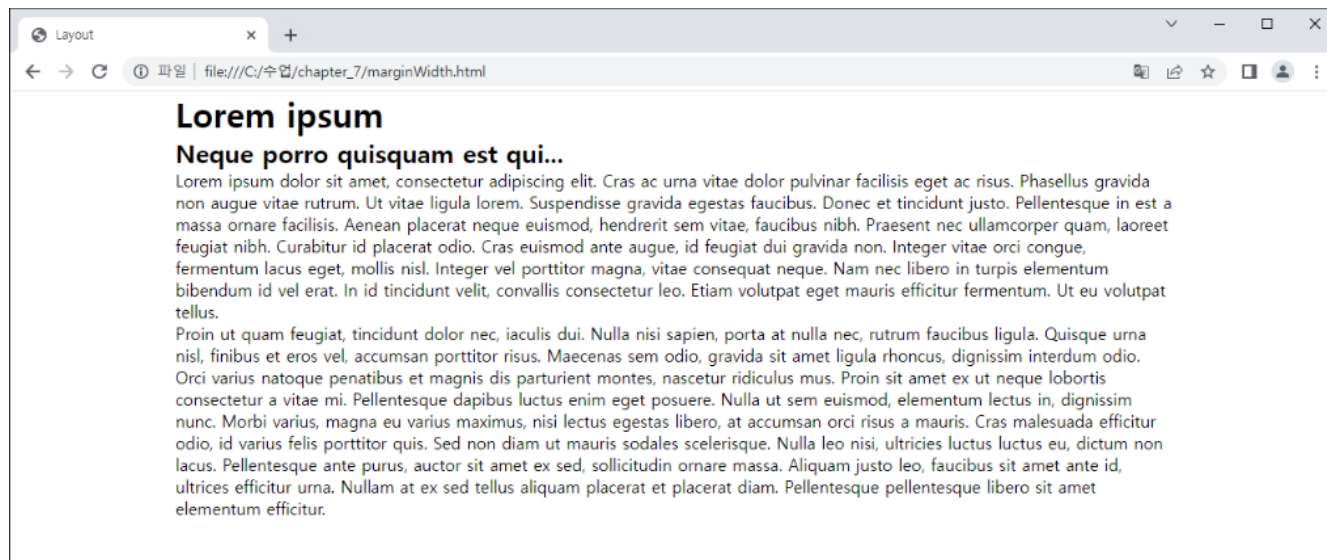 Layout
파일 | file:///C:/수업/chapter_7/marginWidth.html
Lorem ipsum
Neque porro quisquam est qui...
Lorem ipsum dolor sit amet, consectetur adipiscing elit. Cras ac urna vitae dolor pulvinar facilisis eget ac risus. Phasellus gravida
non augue vitae rutrum. Ut vitae ligula lorem. Suspendisse gravida egestas faucibus. Donec et tincidunt justo. Pellentesque in est a
massa ornare facilisis. Aenean placerat neque euismod, hendrerit sem vitae, faucibus nibh. Praesent nec ullamcorper quam, laoreet
feugiat nibh. Curabitur id placerat odio. Cras euismod ante augue, id feugiat dui gravida non. Integer vitae orci congue,
fermentum lacus eget, mollis nisl. Integer vel porttitor magna, vitae consequat neque. Nam nec libero in turpis elementum
bibendum id vel erat. In id tincidunt velit, convallis consectetur leo. Etiam volutpat eget mauris efficitur fermentum. Ut eu volutpat
tellus.
Proin ut quam feugiat, tincidunt dolor nec, iaculis dui. Nulla nisi sapien, porta at nulla nec, rutrum faucibus ligula. Quisque urna
nisl, finibus et eros vel, accumsan porttitor risus. Maecenas sem odio, gravida sit amet ligula rhoncus, dignissim interdum odio.
Orci varius natoque penatibus et magnis dis parturient montes, nascetur ridiculus mus. Proin sit amet ex ut neque lobortis
consectetur a vitae mi. Pellentesque dapibus luctus enim eget posuere. Nulla ut sem euismod, elementum lectus in, dignissim
nunc. Morbi varius, magna eu varius maximus, nisi lectus egestas libero, at accumsan orci risus a mauris. Cras malesuada efficitur
odio, id varius felis porttitor quis. Sed non diam ut mauris sodales scelerisque. Nulla leo nisi, ultricies luctus luctus eu, dictum non
lacus. Pellentesque ante purus, auctor sit amet ex sed, sollicitudin ornare massa. Aliquam justo leo, faucibus sit amet ante id,
ultrices efficitur urna. Nullam at ex sed tellus aliquam placerat et placerat diam. Pellentesque pellentesque libero sit amet
elementum efficitur.